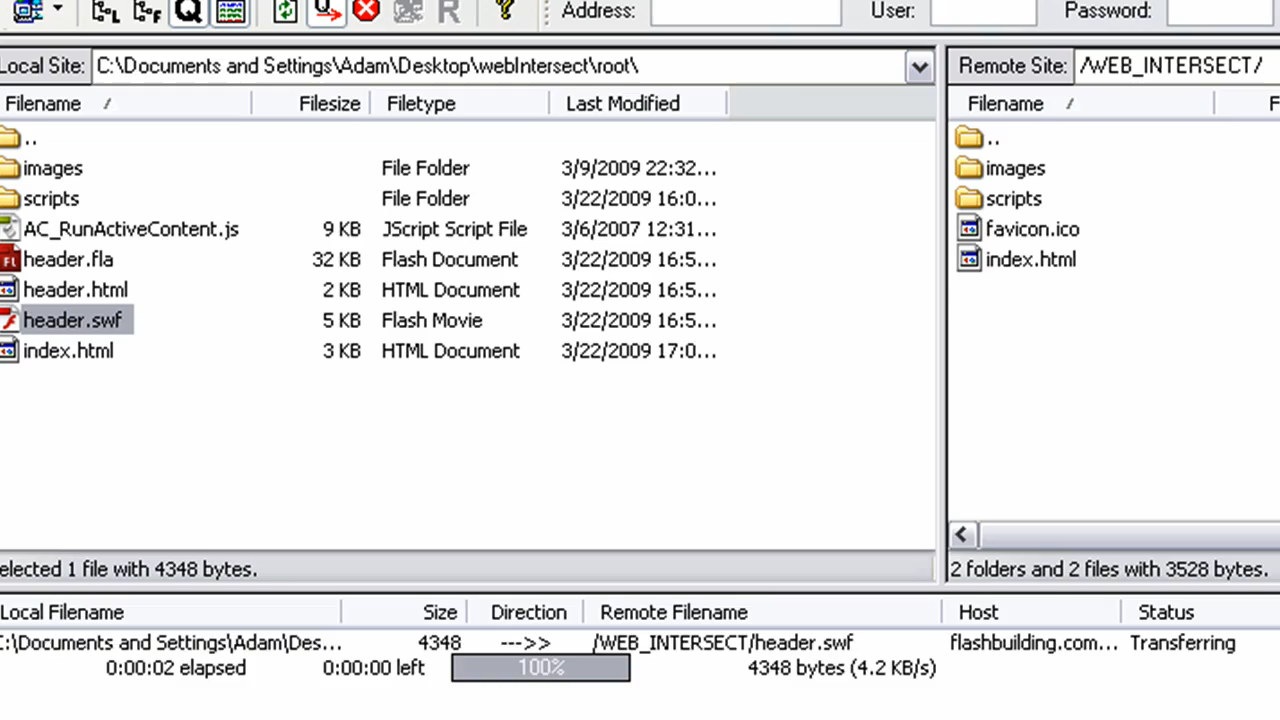 Address: User: Password:
Local Site: C:\Documents and Settings\Adam\Desktop\webIntersect\root\
Filename / Filesize Filetype Last Modified
..
images File Folder 3/9/2009 22:32...
scripts File Folder 3/22/2009 16:0...
AC_RunActiveContent.js 9 KB JScript Script File 3/6/2007 12:31...
header.fla 32 KB Flash Document 3/22/2009 16:5...
header.html 2 KB HTML Document 3/22/2009 16:5...
header.swf 5 KB Flash Movie 3/22/2009 16:5...
index.html 3 KB HTML Document 3/22/2009 17:0...
elected 1 file with 4348 bytes.
Remote Site: /WEB_INTERSECT/
Filename / F
..
images
scripts
favicon.ico
index.html
2 folders and 2 files with 3528 bytes.
Local Filename Size Direction Remote Filename Host Status
C:\Documents and Settings\Adam\Des... 4348 --->> /WEB_INTERSECT/header.swf flashbuilding.com... Transferring
0:00:02 elapsed 0:00:00 left 100% 4348 bytes (4.2 KB/s)